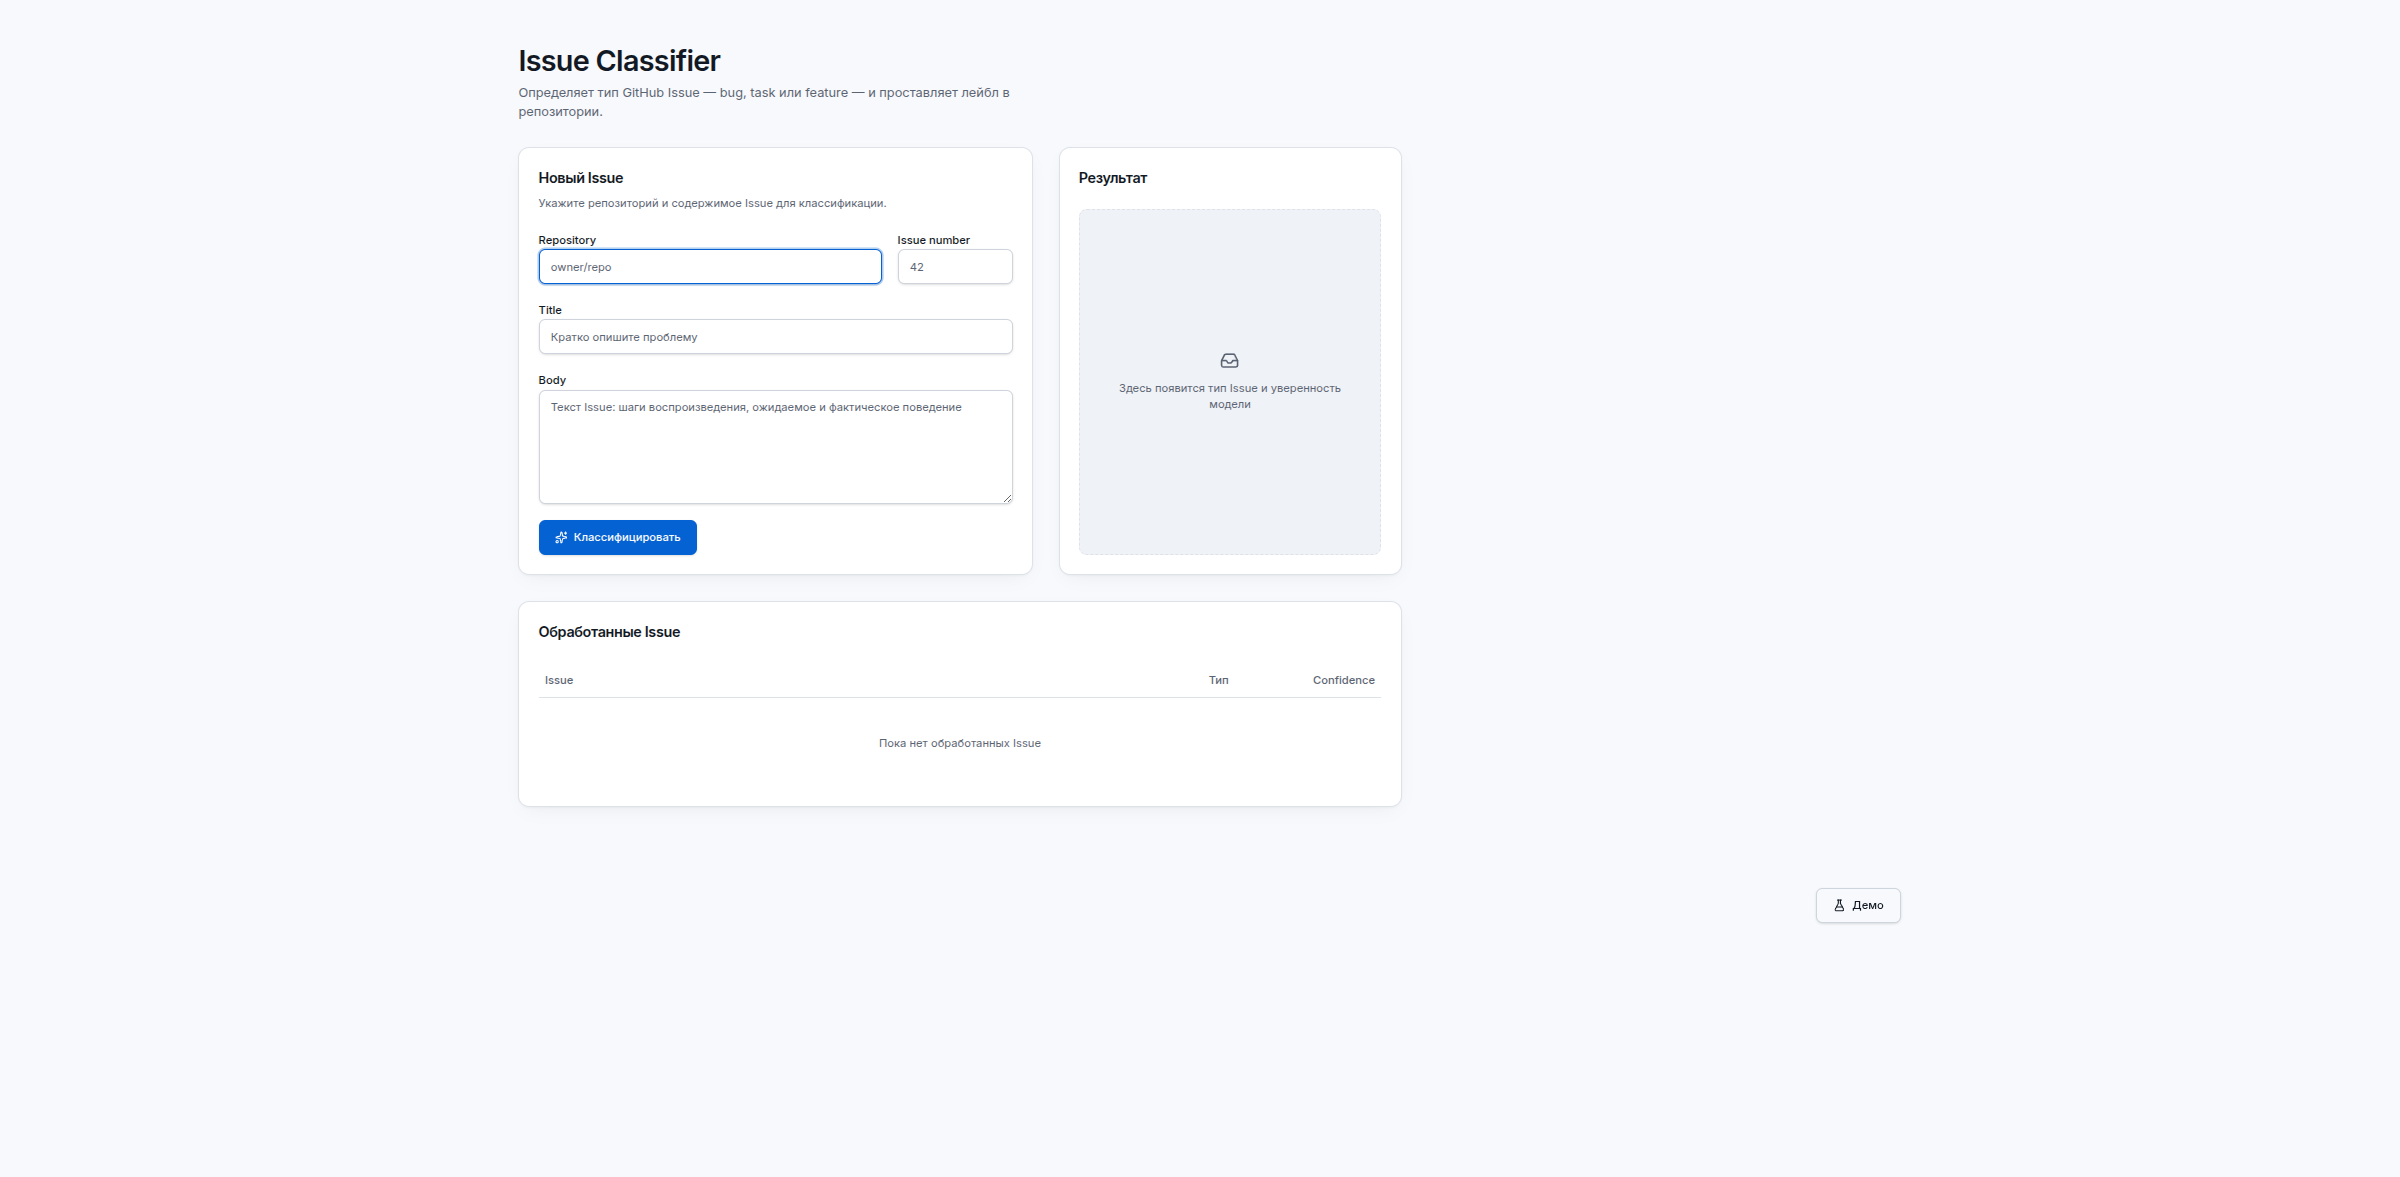 Issue Classifier
Определяет тип GitHub Issue — bug, task или feature — и проставляет лейбл в
репозитории.
Новый Issue
Укажите репозиторий и содержимое Issue для классификации.
Repository
owner/repo
Issue number
42
Title
Кратко опишите проблему
Body
Текст Issue: шаги воспроизведения, ожидаемое и фактическое поведение
Классифицировать
Результат
Здесь появится тип Issue и уверенность
модели
Обработанные Issue
Issue
Тип
Confidence
Пока нет обработанных Issue
Демо